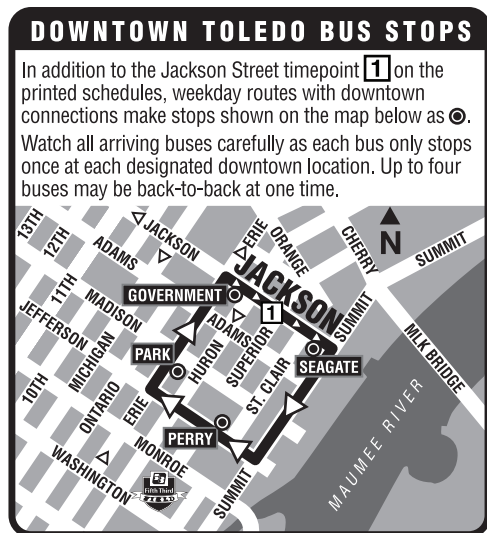 DOWNTOWN TOLEDO BUS STOPS
In addition to the Jackson Street timepoint 1 on the
printed schedules, weekday routes with downtown
connections make stops shown on the map below as
Watch all arriving buses carefully as each bus only stops
once at each designated downtown location. Up to four
buses may be back-to-back at one time.
13TH
12TH
11TH
10TH
ADAMS
JACKSON
ERIE
ORANGE
CHERRY
N
SUMMIT
MADISON
JEFFERSON
MICHIGAN
ONTARIO
ERIE
GOVERNMENT
JACKSON
1
ADAMS
SUMMIT
SEAGATE
MLK BRIDGE
PARK
HURON
SUPERIOR
ST. CLAIR
PERRY
MONROE
WASHINGTON
SUMMIT
MAUMEE RIVER
53
Fifth Third
FIELD